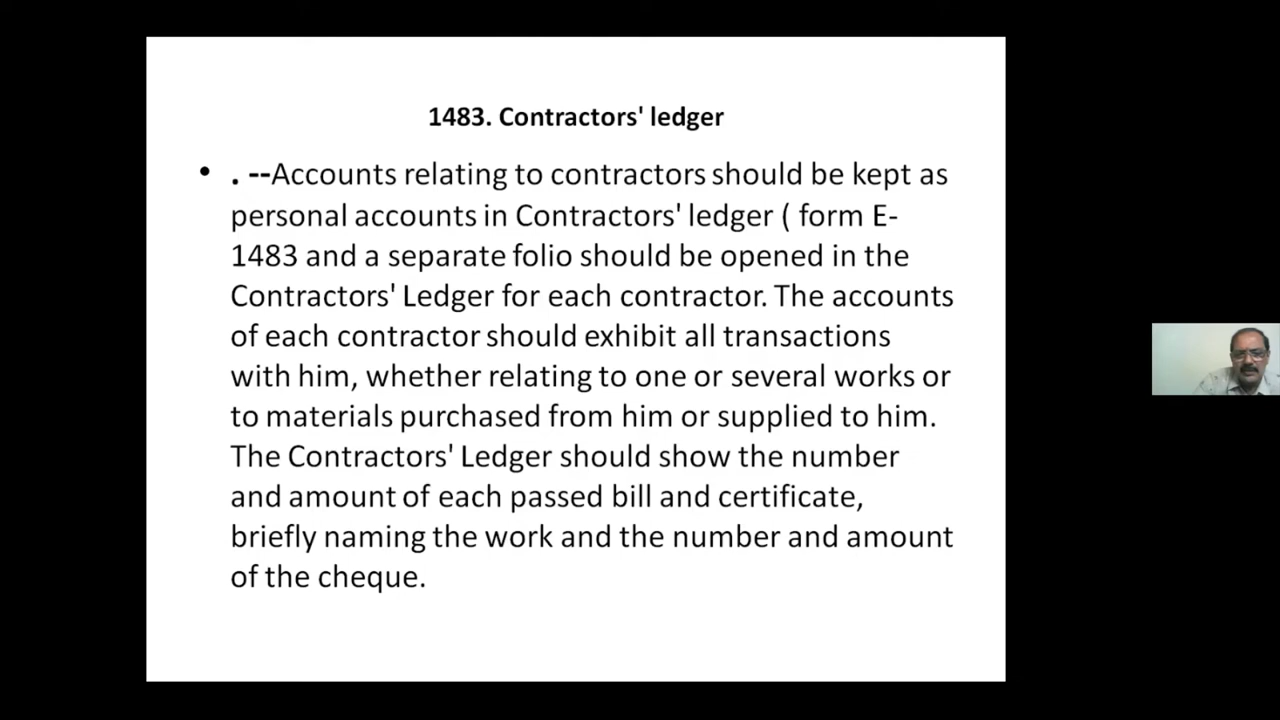 1483. Contractors' ledger
• . --Accounts relating to contractors should be kept as
personal accounts in Contractors' ledger ( form E-
1483 and a separate folio should be opened in the
Contractors' Ledger for each contractor. The accounts
of each contractor should exhibit all transactions
with him, whether relating to one or several works or
to materials purchased from him or supplied to him.
The Contractors' Ledger should show the number
and amount of each passed bill and certificate,
briefly naming the work and the number and amount
of the cheque.